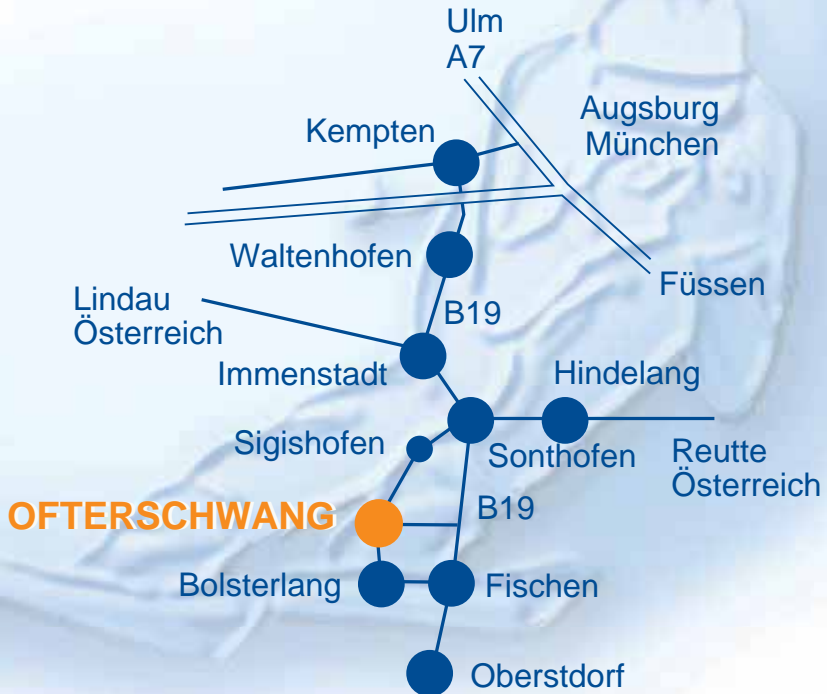 Ulm
A7
Augsburg
München
Kempten
Waltenhofen
Füssen
Lindau
Österreich
B19
Immenstadt
Hindelang
Sigishofen
Sonthofen
Reutte
Österreich
OFTERSCHWANG
B19
Bolsterlang
Fischen
Oberstdorf